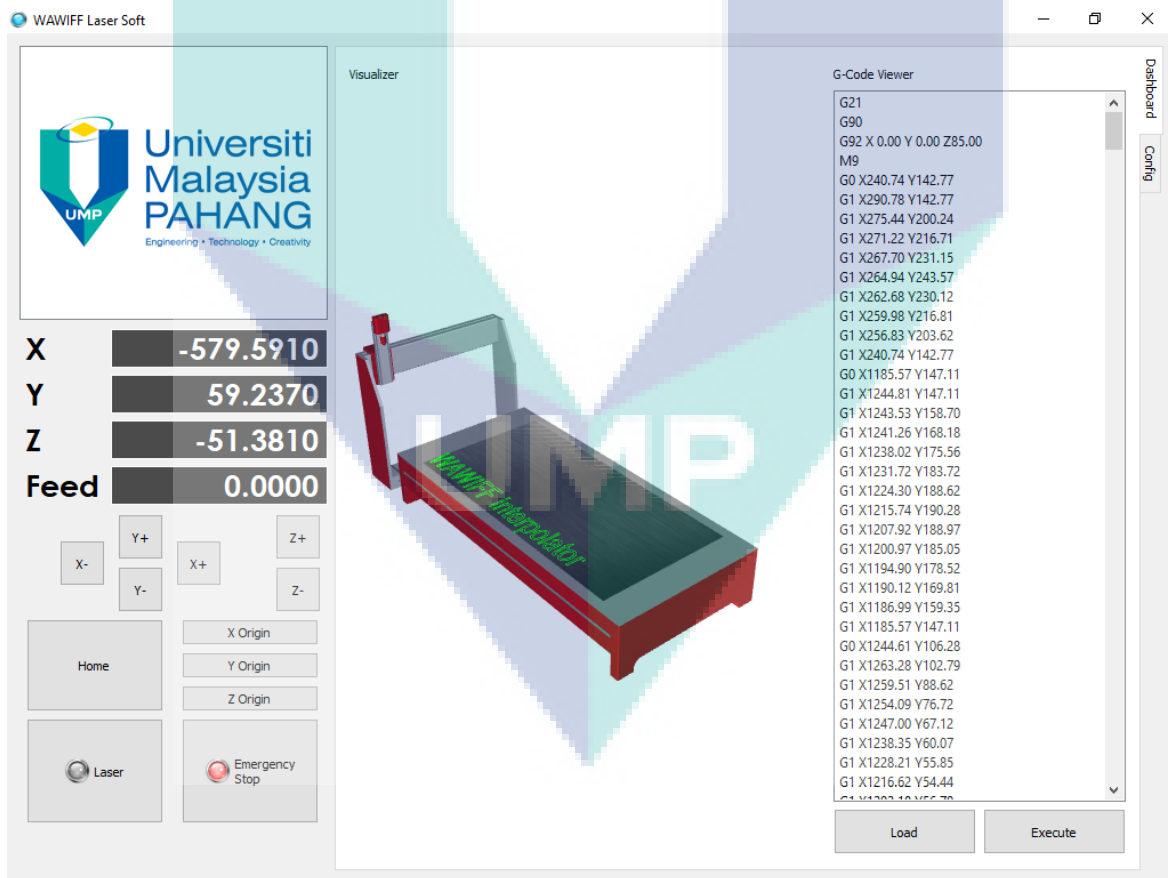 WAWIFF Laser Soft
UMP
Universiti
Malaysia
PAHANG
Engineering • Technology • Creativity
X -579.5910
Y 59.2370
Z -51.3810
Feed 0.0000
Y+
X-
X+
Y-
Z+
Z-
Home
X Origin
Y Origin
Z Origin
Laser
Emergency
Stop
Visualizer
WAWIFF Interpolator
UMP
G-Code Viewer
G21
G90
G92 X 0.00 Y 0.00 Z85.00
M9
G0 X240.74 Y142.77
G1 X290.78 Y142.77
G1 X275.44 Y200.24
G1 X271.22 Y216.71
G1 X267.70 Y231.15
G1 X264.94 Y243.57
G1 X262.68 Y230.12
G1 X259.98 Y216.81
G1 X256.83 Y203.62
G1 X240.74 Y142.77
G0 X1185.57 Y147.11
G1 X1244.81 Y147.11
G1 X1243.53 Y158.70
G1 X1241.26 Y168.18
G1 X1238.02 Y175.56
G1 X1231.72 Y183.72
G1 X1224.30 Y188.62
G1 X1215.74 Y190.28
G1 X1207.92 Y188.97
G1 X1200.97 Y185.05
G1 X1194.90 Y178.52
G1 X1190.12 Y169.81
G1 X1186.99 Y159.35
G1 X1185.57 Y147.11
G0 X1244.61 Y106.28
G1 X1263.28 Y102.79
G1 X1259.51 Y88.62
G1 X1254.09 Y76.72
G1 X1247.00 Y67.12
G1 X1238.35 Y60.07
G1 X1228.21 Y55.85
G1 X1216.62 Y54.44
Load
Execute
Dashboard
Config